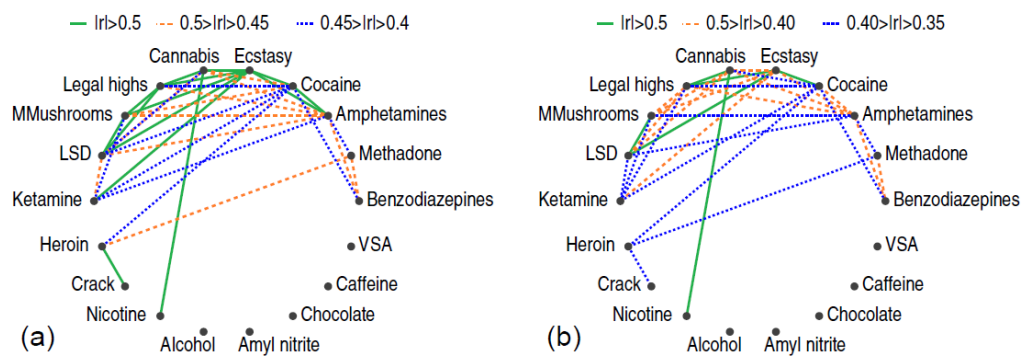 |r|>0.5 0.5>|r|>0.45 0.45>|r|>0.4
Cannabis Ecstasy
Legal highs Cocaine
MMushrooms Amphetamines
LSD Methadone
Ketamine Benzodiazepines
Heroin VSA
Crack Caffeine
Nicotine Chocolate
(a) Alcohol Amyl nitrite
|r|>0.5 0.5>|r|>0.40 0.40>|r|>0.35
Cannabis Ecstasy
Legal highs Cocaine
MMushrooms Amphetamines
LSD Methadone
Ketamine Benzodiazepines
Heroin VSA
Crack Caffeine
Nicotine Chocolate
(b) Alcohol Amyl nitrite